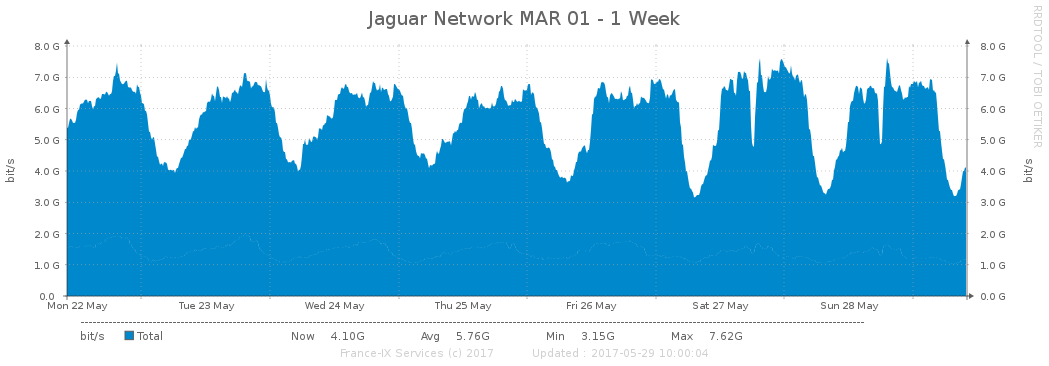 Jaguar Network MAR 01 - 1 Week
RRDTOOL / TOBI OETIKER
8.0 G 8.0 G
7.0 G 7.0 G
6.0 G 6.0 G
5.0 G 5.0 G
bit/s bit/s
4.0 G 4.0 G
3.0 G 3.0 G
2.0 G 2.0 G
1.0 G 1.0 G
0.0 0.0 G
Mon 22 May Tue 23 May Wed 24 May Thu 25 May Fri 26 May Sat 27 May Sun 28 May
bit/s Total Now 4.10G Avg 5.76G Min 3.15G Max 7.62G
France-IX Services (c) 2017 Updated : 2017-05-29 10:00:04